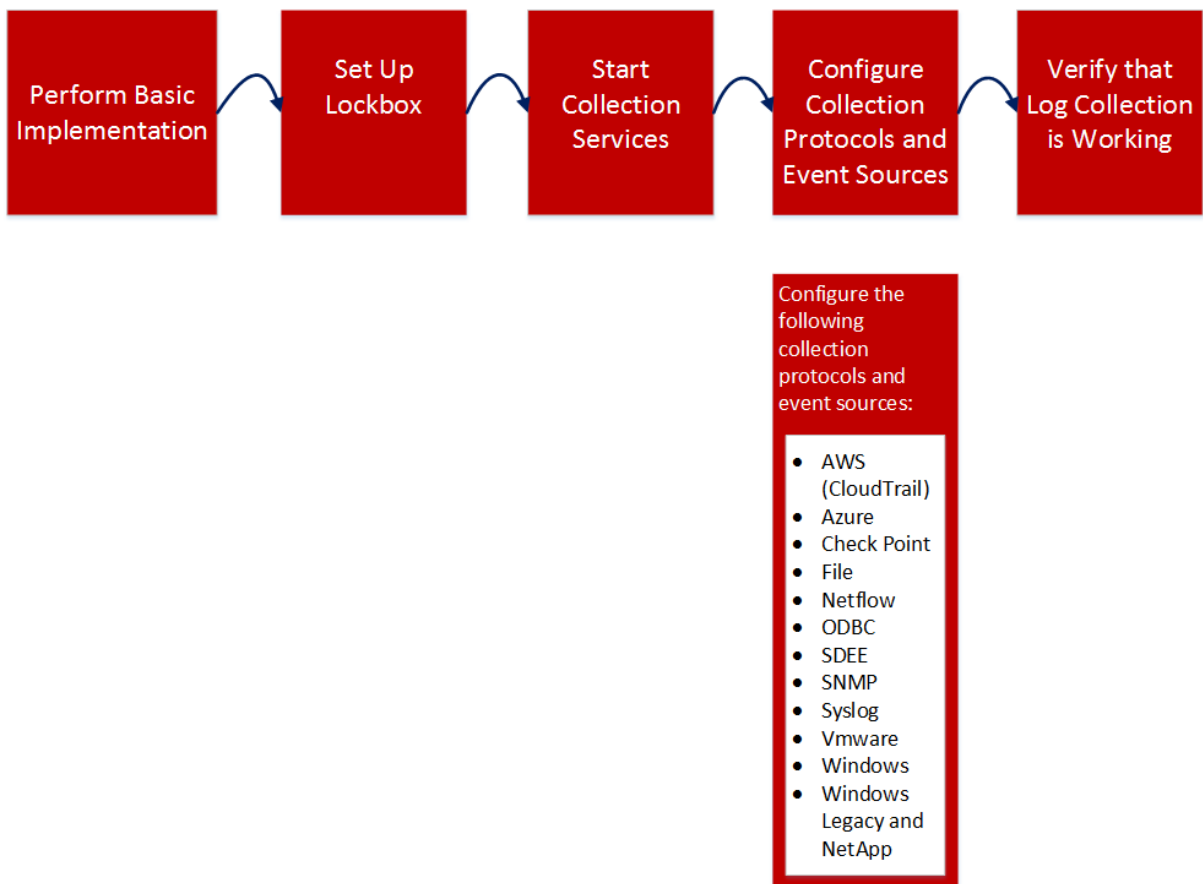 Perform Basic
Implementation
Set Up
Lockbox
Start
Collection
Services
Configure
Collection
Protocols and
Event Sources
Verify that
Log Collection
is Working
Configure the
following
collection
protocols and
event sources:
• AWS
(CloudTrail)
• Azure
• Check Point
• File
• Netflow
• ODBC
• SDEE
• SNMP
• Syslog
• Vmware
• Windows
• Windows
Legacy and
NetApp